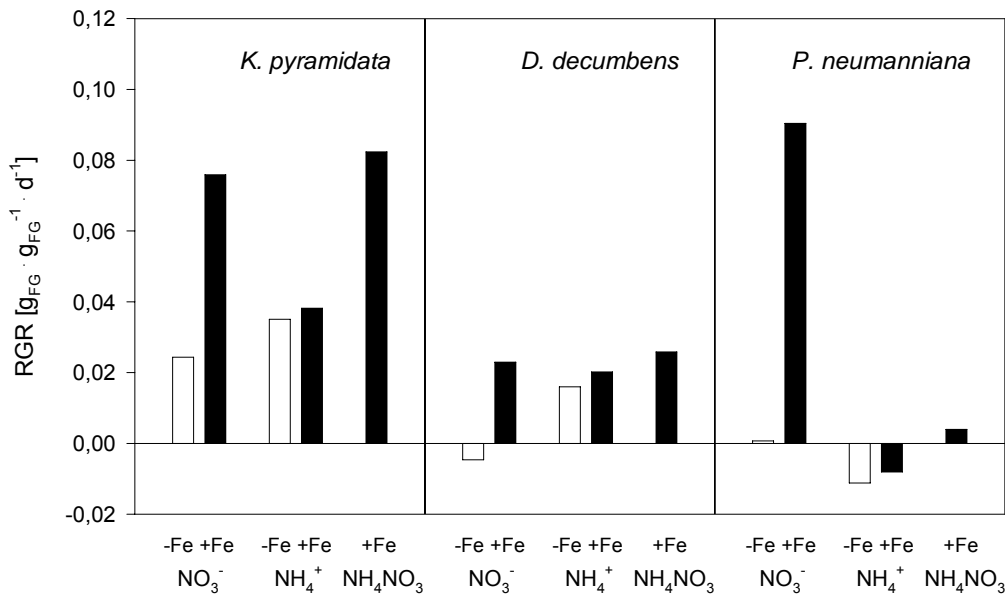 0,12
K. pyramidata D. decumbens P. neumanniana
0,10
0,08
0,06
0,04
0,02
0,00
-0,02
RGR [g_FG · g_FG^-1 · d^-1]
-Fe +Fe -Fe +Fe +Fe -Fe +Fe -Fe +Fe +Fe -Fe +Fe -Fe +Fe +Fe
NO₃⁻ NH₄⁺ NH₄NO₃ NO₃⁻ NH₄⁺ NH₄NO₃ NO₃⁻ NH₄⁺ NH₄NO₃